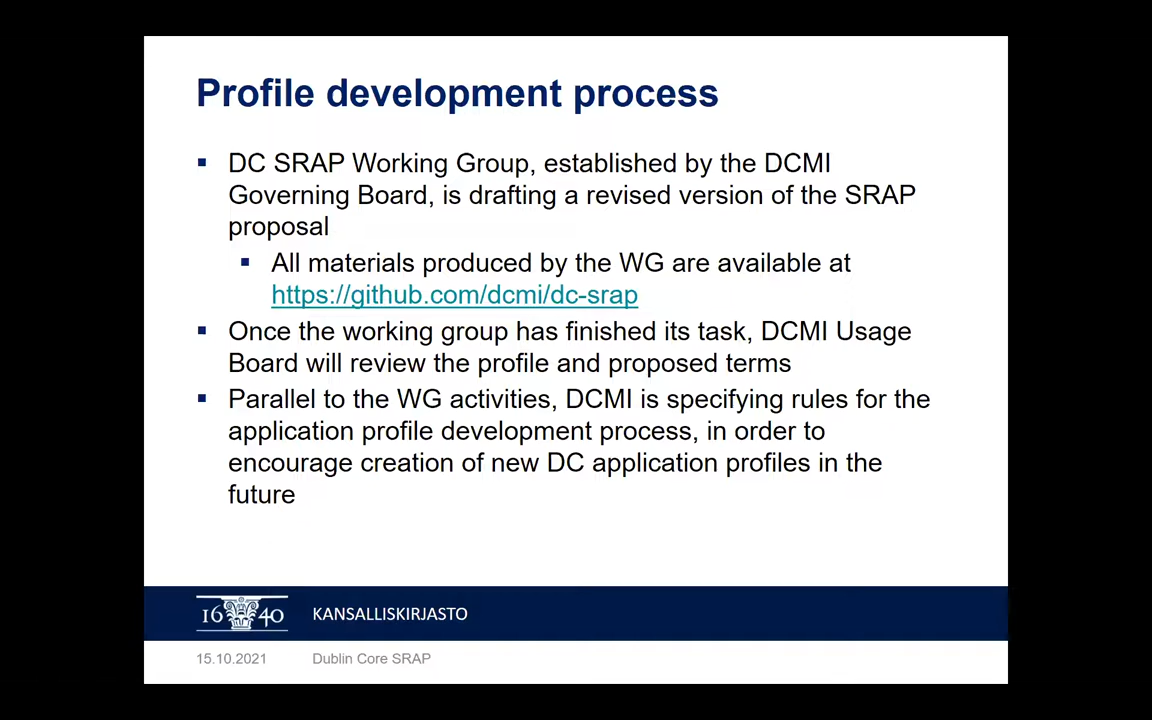 Profile development process
▪ DC SRAP Working Group, established by the DCMI
Governing Board, is drafting a revised version of the SRAP
proposal
▪ All materials produced by the WG are available at
https://github.com/dcmi/dc-srap
▪ Once the working group has finished its task, DCMI Usage
Board will review the profile and proposed terms
▪ Parallel to the WG activities, DCMI is specifying rules for the
application profile development process, in order to
encourage creation of new DC application profiles in the
future
1640 KANSALLISKIRJASTO
15.10.2021 Dublin Core SRAP